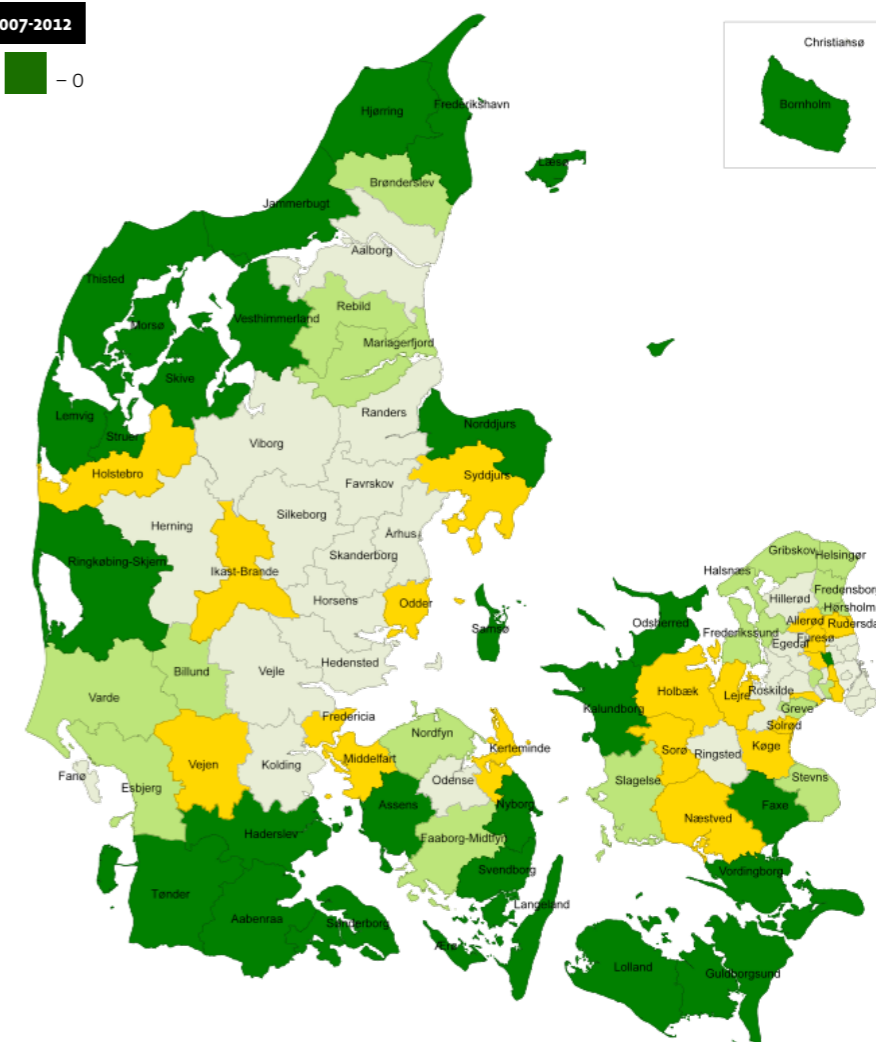 007-2012
– 0
Christiansø
Bornholm
Hjørring
Frederikshavn
Læsø
Brønderslev
Jammerbugt
Aalborg
Thisted
Rebild
Morsø
Vesthimmerland
Mariagerfjord
Skive
Lemvig
Randers
Norddjurs
Struer
Viborg
Holstebro
Syddjurs
Favrskov
Silkeborg
Herning
Århus
Skanderborg
Gribskov
Helsingør
Ringkøbing-Skjern
Ikast-Brande
Halsnæs
Hillerød
Fredensborg
Horsens
Odder
Hørsholm
Samsø
Odsherred
Allerød
Rudersda
Frederikssund
Furesø
Egedal
Hedensted
Vejle
Billund
Varde
Holbæk
Lejre
Roskilde
Kalundborg
Greve
Fredericia
Solrød
Nordfyn
Køge
Kerteminde
Sorø
Ringsted
Middelfart
Vejen
Kolding
Fanø
Odense
Slagelse
Stevns
Esbjerg
Assens
Nyborg
Faxe
Næstved
Haderslev
Faaborg-Midtfyn
Svendborg
Vordingborg
Tønder
Langeland
Aabenraa
Sønderborg
Ærø
Lolland
Guldborgsund